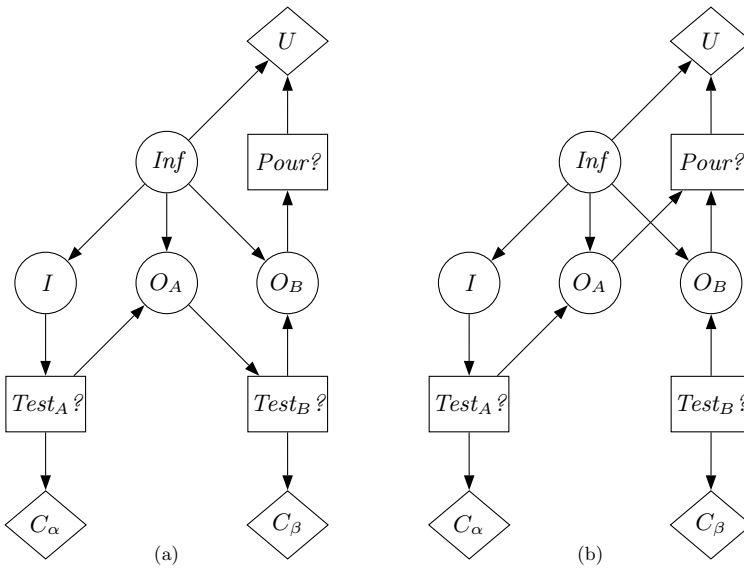 U
U
Inf
Pour?
Inf
Pour?
I
O_A
O_B
I
O_A
O_B
Test_A?
Test_B?
Test_A?
Test_B?
C_α
C_β
C_α
C_β
(a)
(b)